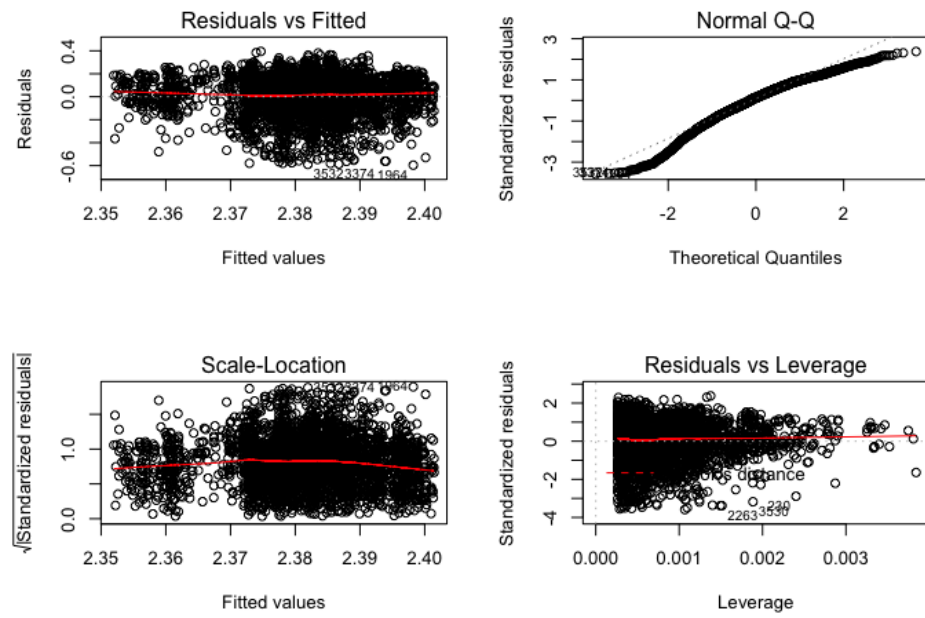 Residuals vs Fitted
Residuals
0.4
0.0
-0.6
35323374 1964
2.35 2.36 2.37 2.38 2.39 2.40
Fitted values
Normal Q-Q
Standardized residuals
3
1
-1
-3
-2 0 2
Theoretical Quantiles
Scale-Location
√|Standardized residuals|
1.0
0.0
35323374 1964
2.35 2.36 2.37 2.38 2.39 2.40
Fitted values
Residuals vs Leverage
Standardized residuals
2
0
-2
-4
distance
230
22633530
0.000 0.001 0.002 0.003
Leverage